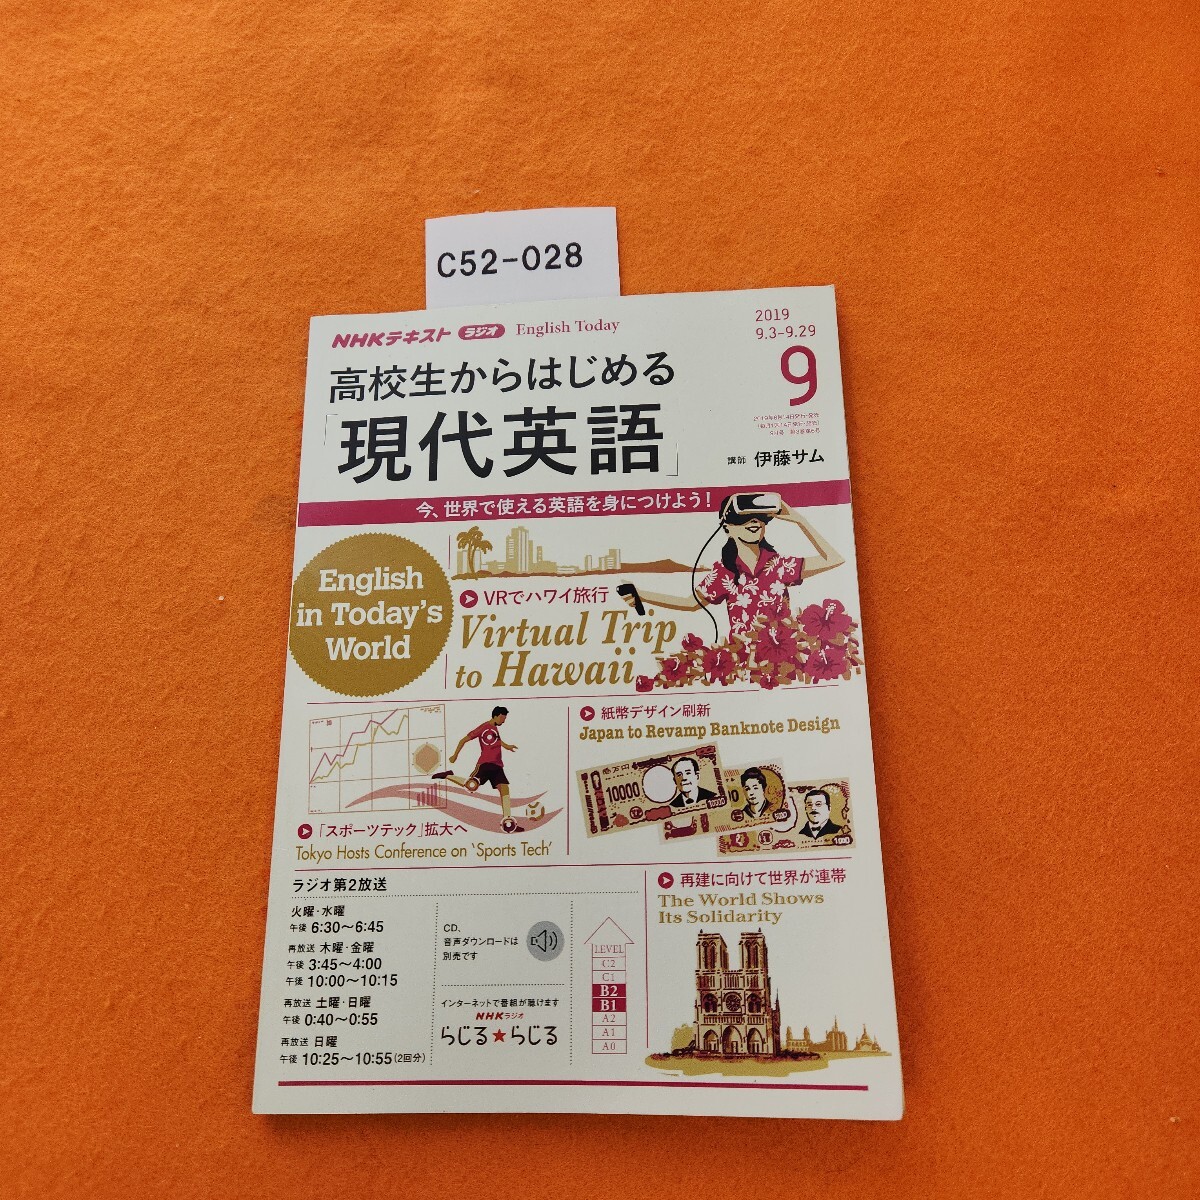 C52-028
NHKテキスト ラジオ English Today
2019
9.3-9.29
9
高校生からはじめる
「現代英語」
講師 伊藤サム
今、世界で使える英語を身につけよう!
English
in Today's
World
VRでハワイ旅行
Virtual Trip
to Hawaii
「スポーツテック」拡大へ
Tokyo Hosts Conference on 'Sports Tech'
紙幣デザイン刷新
Japan to Revamp Banknote Design
10000
10000
5000
1000
ラジオ第2放送
火曜・水曜
午後 6:30〜6:45
再放送 木曜・金曜
午後 3:45〜4:00
午後 10:00〜10:15
再放送 土曜・日曜
午後 0:40〜0:55
再放送 日曜
午後 10:25〜10:55(2回分)
CD、
音声ダウンロードは
別売です
インターネットで番組が聴けます
NHKラジオ
らじる★らじる
LEVEL
C2
C1
B2
B1
A2
A1
A0
再建に向けて世界が連帯
The World Shows
Its Solidarity